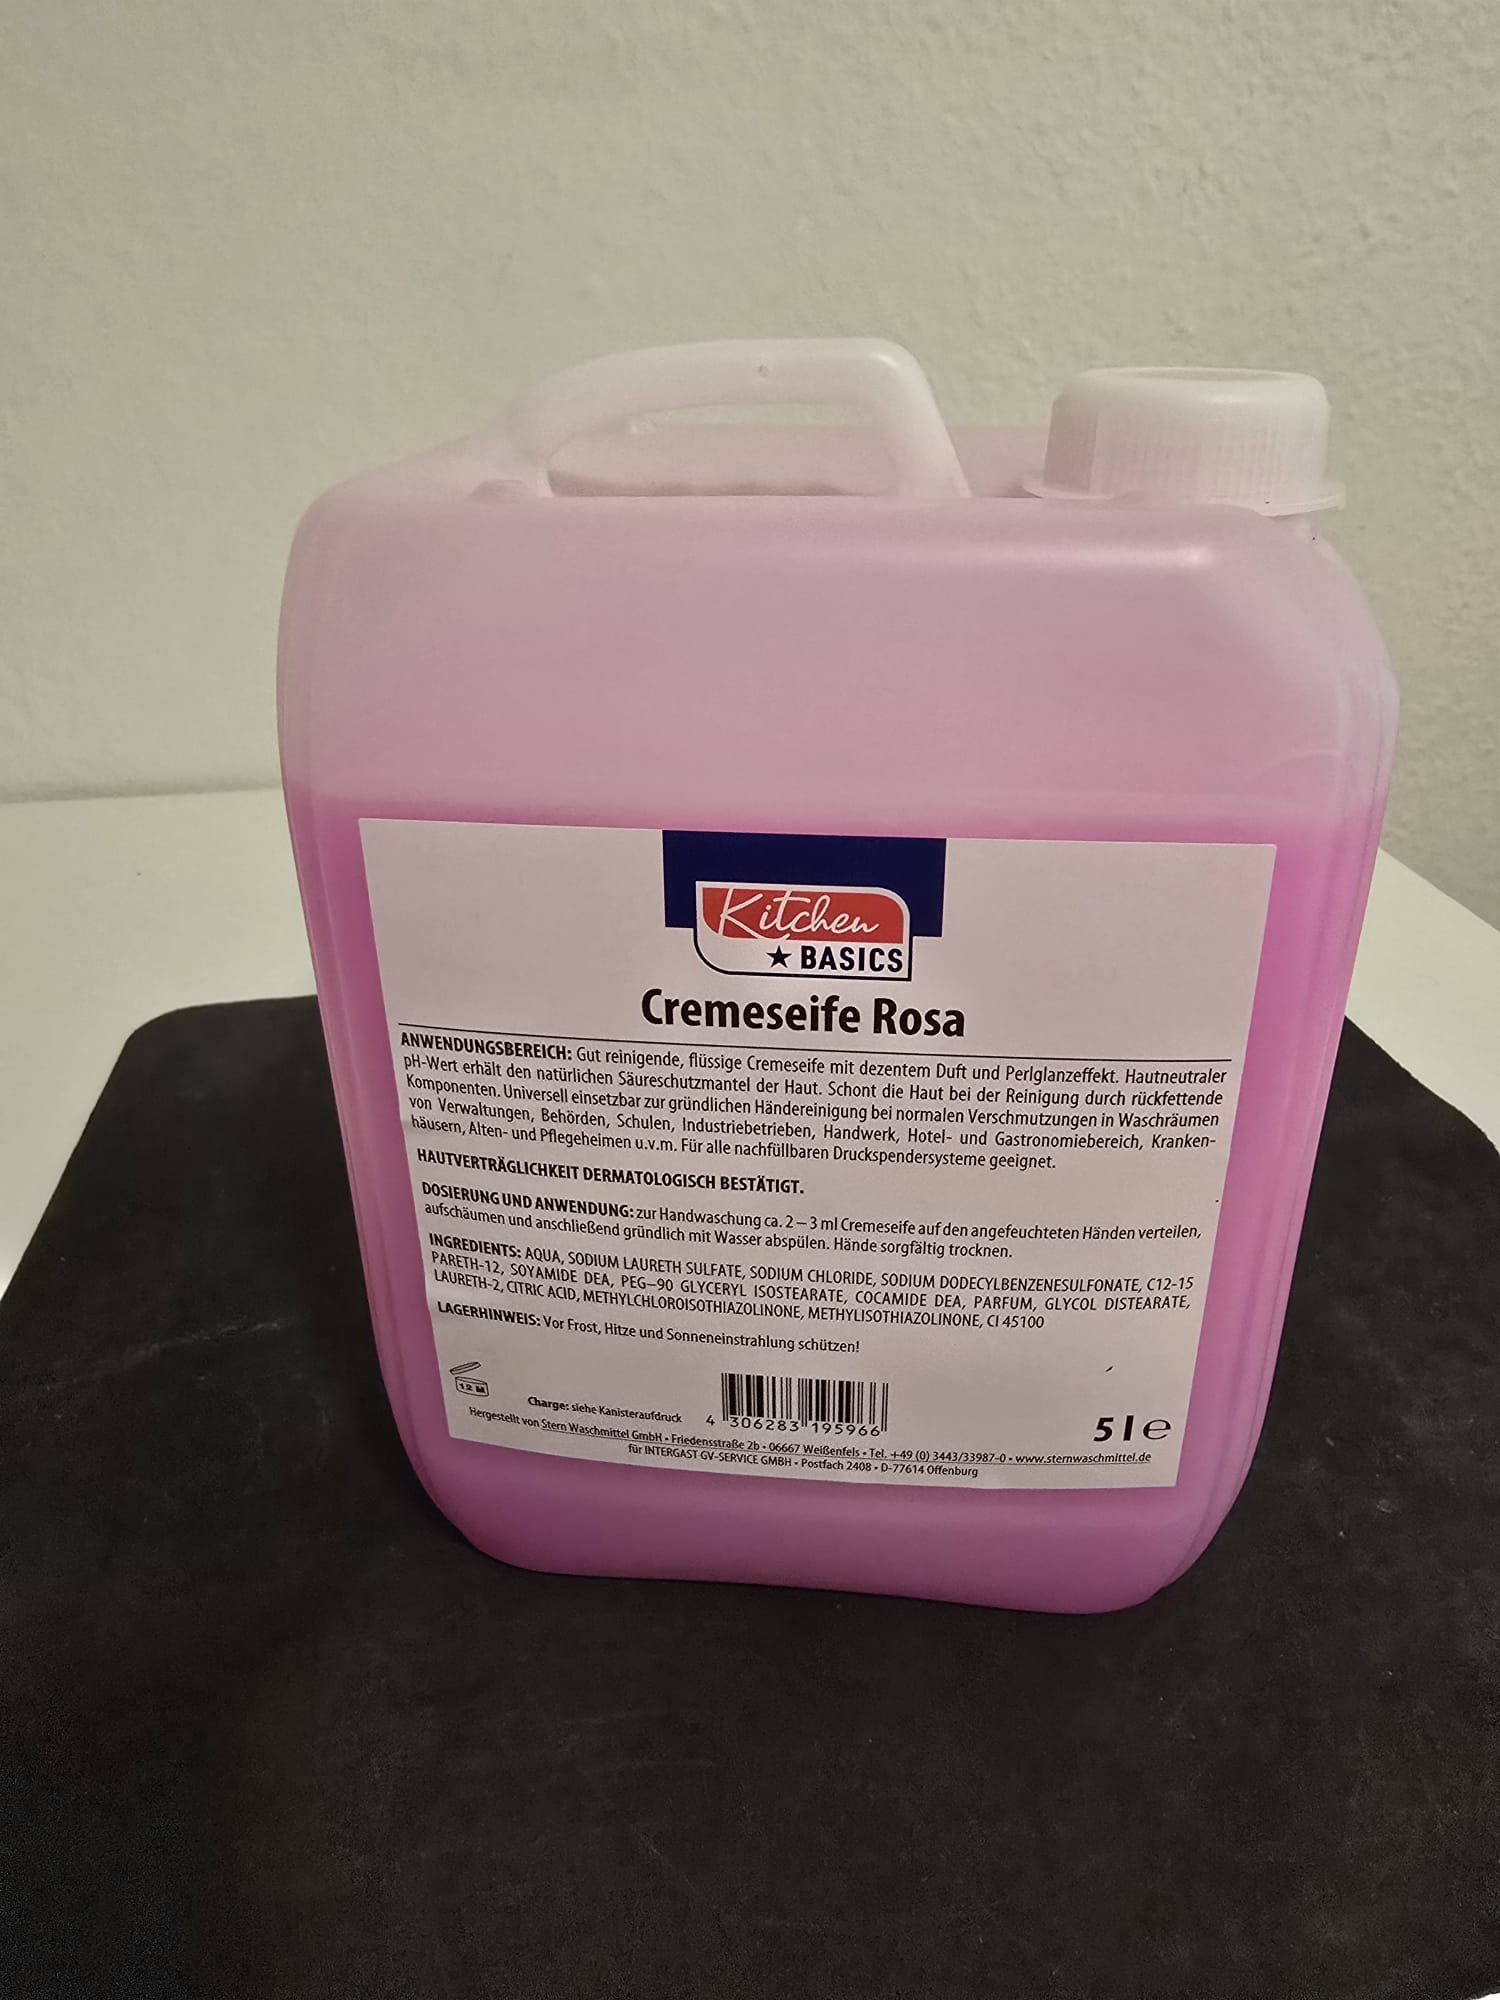 Kitchen
★ BASICS
Cremeseife Rosa
ANWENDUNGSBEREICH: Gut reinigende, flüssige Cremeseife mit dezentem Duft und Perlglanzeffekt. Hautneutraler
pH-Wert erhält den natürlichen Säureschutzmantel der Haut. Schont die Haut bei der Reinigung durch rückfettende
Komponenten. Universell einsetzbar zur gründlichen Händereinigung bei normalen Verschmutzungen in Waschräumen
von Verwaltungen, Behörden, Schulen, Industriebetrieben, Handwerk, Hotel- und Gastronomiebereich, Kranken-
häusern, Alten- und Pflegeheimen u.v.m. Für alle nachfüllbaren Druckspendersysteme geeignet.
HAUTVERTRÄGLICHKEIT DERMATOLOGISCH BESTÄTIGT.
DOSIERUNG UND ANWENDUNG: zur Handwaschung ca. 2 – 3 ml Cremeseife auf den angefeuchteten Händen verteilen,
aufschäumen und anschließend gründlich mit Wasser abspülen. Hände sorgfältig trocknen.
INGREDIENTS: AQUA, SODIUM LAURETH SULFATE, SODIUM CHLORIDE, SODIUM DODECYLBENZENESULFONATE, C12-15
PARETH-12, SOYAMIDE DEA, PEG–90 GLYCERYL ISOSTEARATE, COCAMIDE DEA, PARFUM, GLYCOL DISTEARATE,
LAURETH-2, CITRIC ACID, METHYLCHLOROISOTHIAZOLINONE, METHYLISOTHIAZOLINONE, CI 45100
LAGERHINWEIS: Vor Frost, Hitze und Sonneneinstrahlung schützen!
12 M
Charge: siehe Kanisteraufdruck
4 306283 195966
5 l e
Hergestellt von Stern Waschmittel GmbH • Friedensstraße 2b • 06667 Weißenfels • Tel. +49 (0) 3443/33987-0 • www.sternwaschmittel.de
für INTERGAST GV-SERVICE GMBH • Postfach 2408 • D-77614 Offenburg